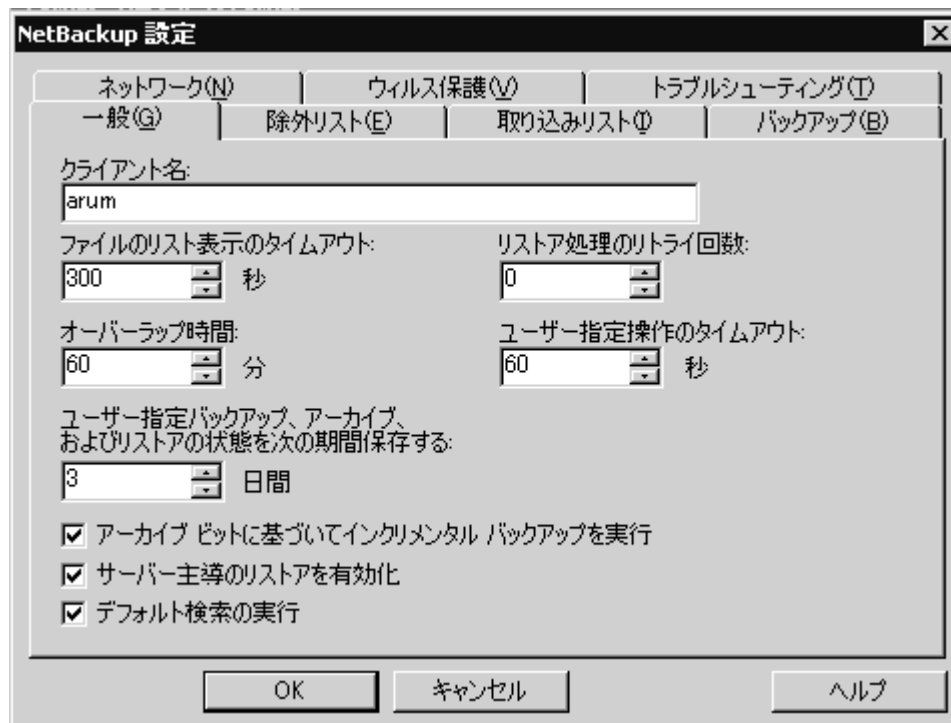 NetBackup 設定
ネットワーク(N) ウィルス保護(V) トラブルシューティング(T)
一般(G) 除外リスト(E) 取り込みリスト(I) バックアップ(B)
クライアント名:
arum
ファイルのリスト表示のタイムアウト: リストア処理のリトライ回数:
300 秒 0
オーバーラップ時間: ユーザー指定操作のタイムアウト:
60 分 60 秒
ユーザー指定バックアップ、アーカイブ、
およびリストアの状態を次の期間保存する:
3 日間
アーカイブ ビットに基づいてインクリメンタル バックアップを実行
サーバー主導のリストアを有効化
デフォルト検索の実行
OK キャンセル ヘルプ